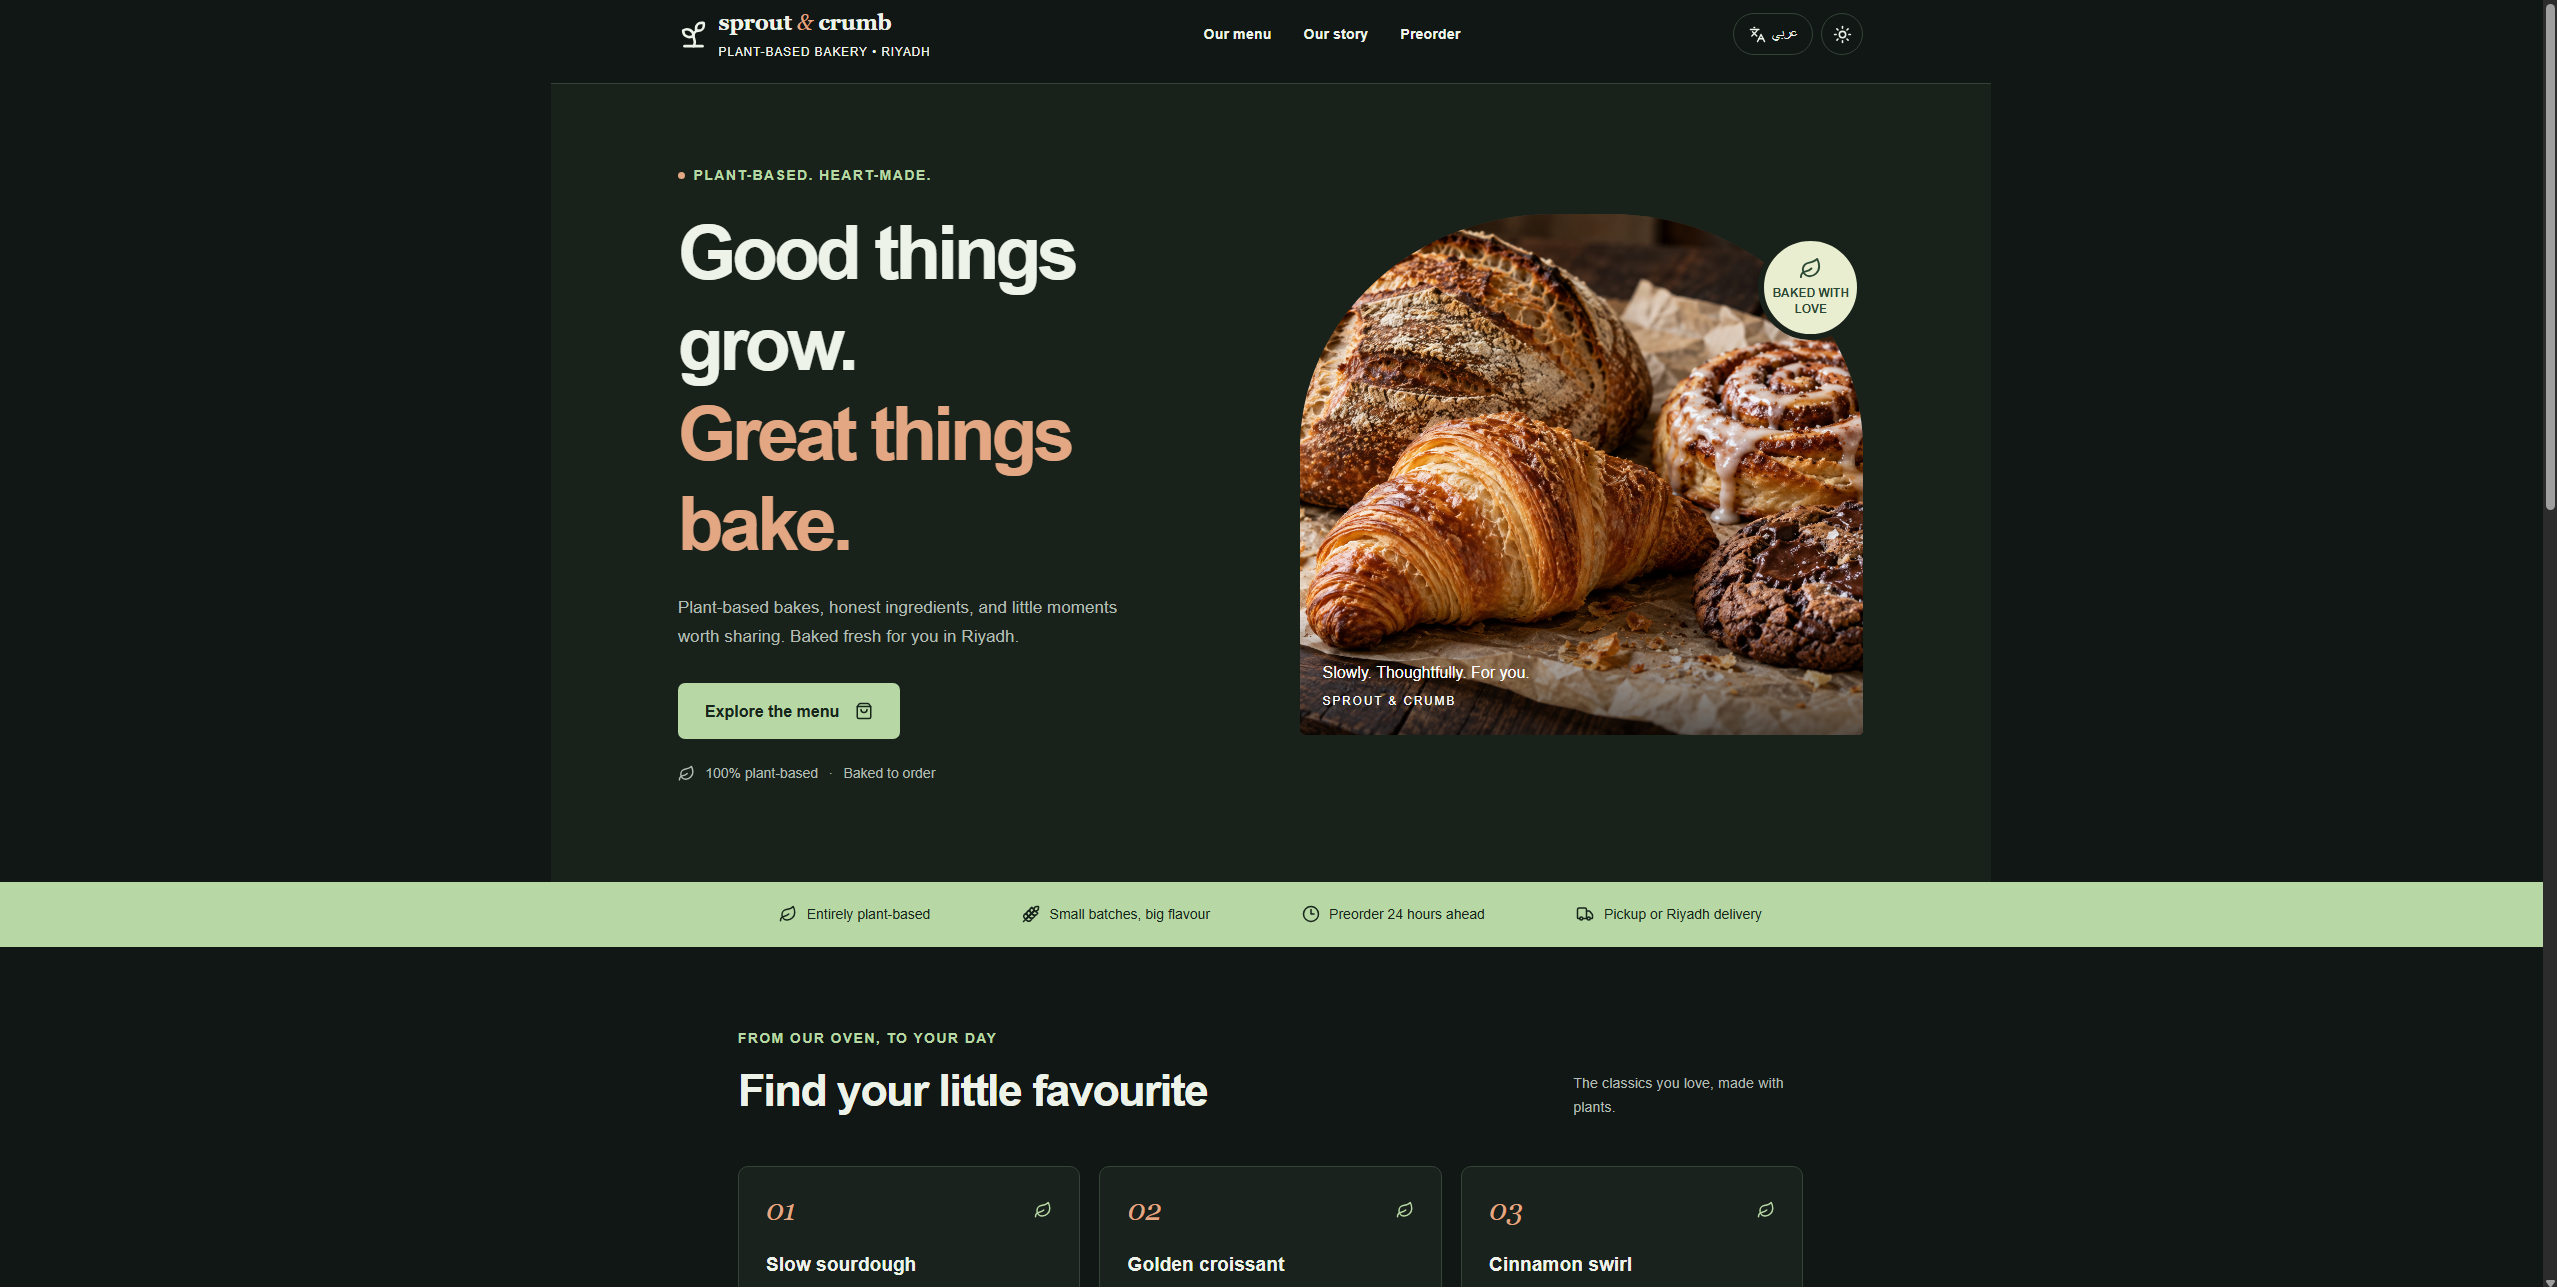 sprout & crumb
PLANT-BASED BAKERY • RIYADH
Our menu
Our story
Preorder
عربي
PLANT-BASED. HEART-MADE.
Good things
grow.
Great things
bake.
Plant-based bakes, honest ingredients, and little moments
worth sharing. Baked fresh for you in Riyadh.
Explore the menu
100% plant-based · Baked to order
BAKED WITH
LOVE
Slowly. Thoughtfully. For you.
SPROUT & CRUMB
Entirely plant-based
Small batches, big flavour
Preorder 24 hours ahead
Pickup or Riyadh delivery
FROM OUR OVEN, TO YOUR DAY
Find your little favourite
The classics you love, made with
plants.
01
Slow sourdough
02
Golden croissant
03
Cinnamon swirl